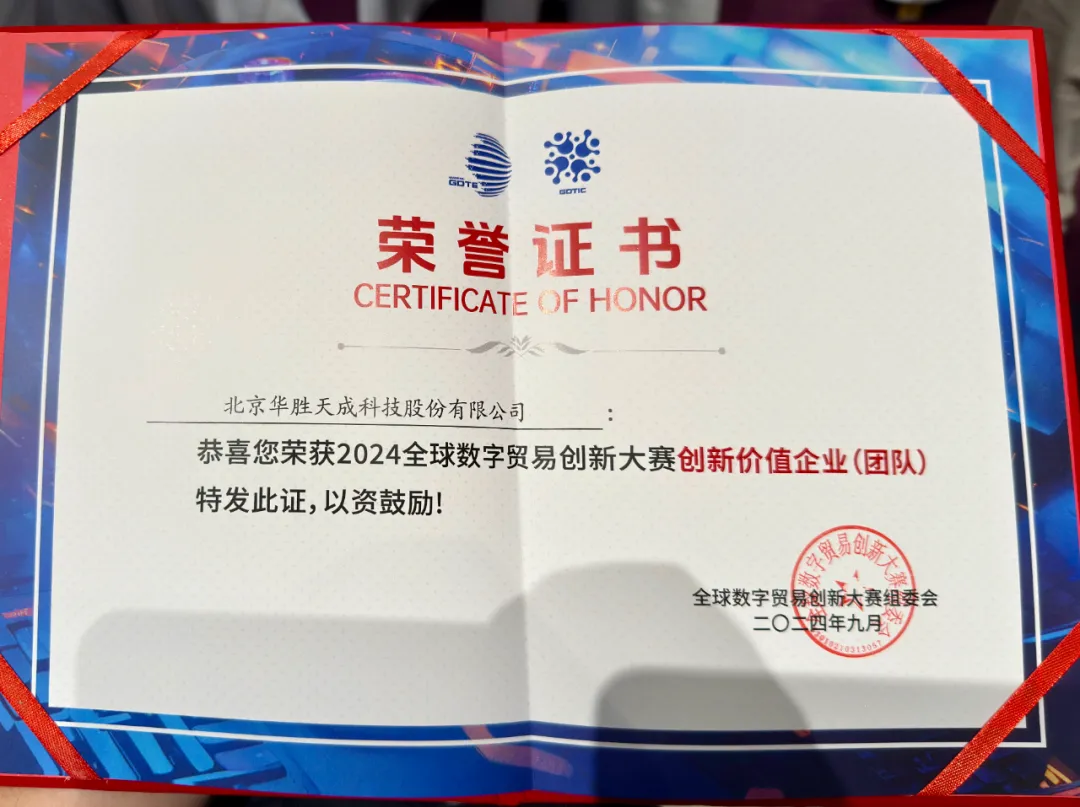 GDTE
GDTIC
荣誉证书
CERTIFICATE OF HONOR
北京华胜天成科技股份有限公司：
恭喜您荣获2024全球数字贸易创新大赛创新价值企业（团队）
特发此证，以资鼓励！
全球数字贸易创新大赛组委会
二〇二四年九月